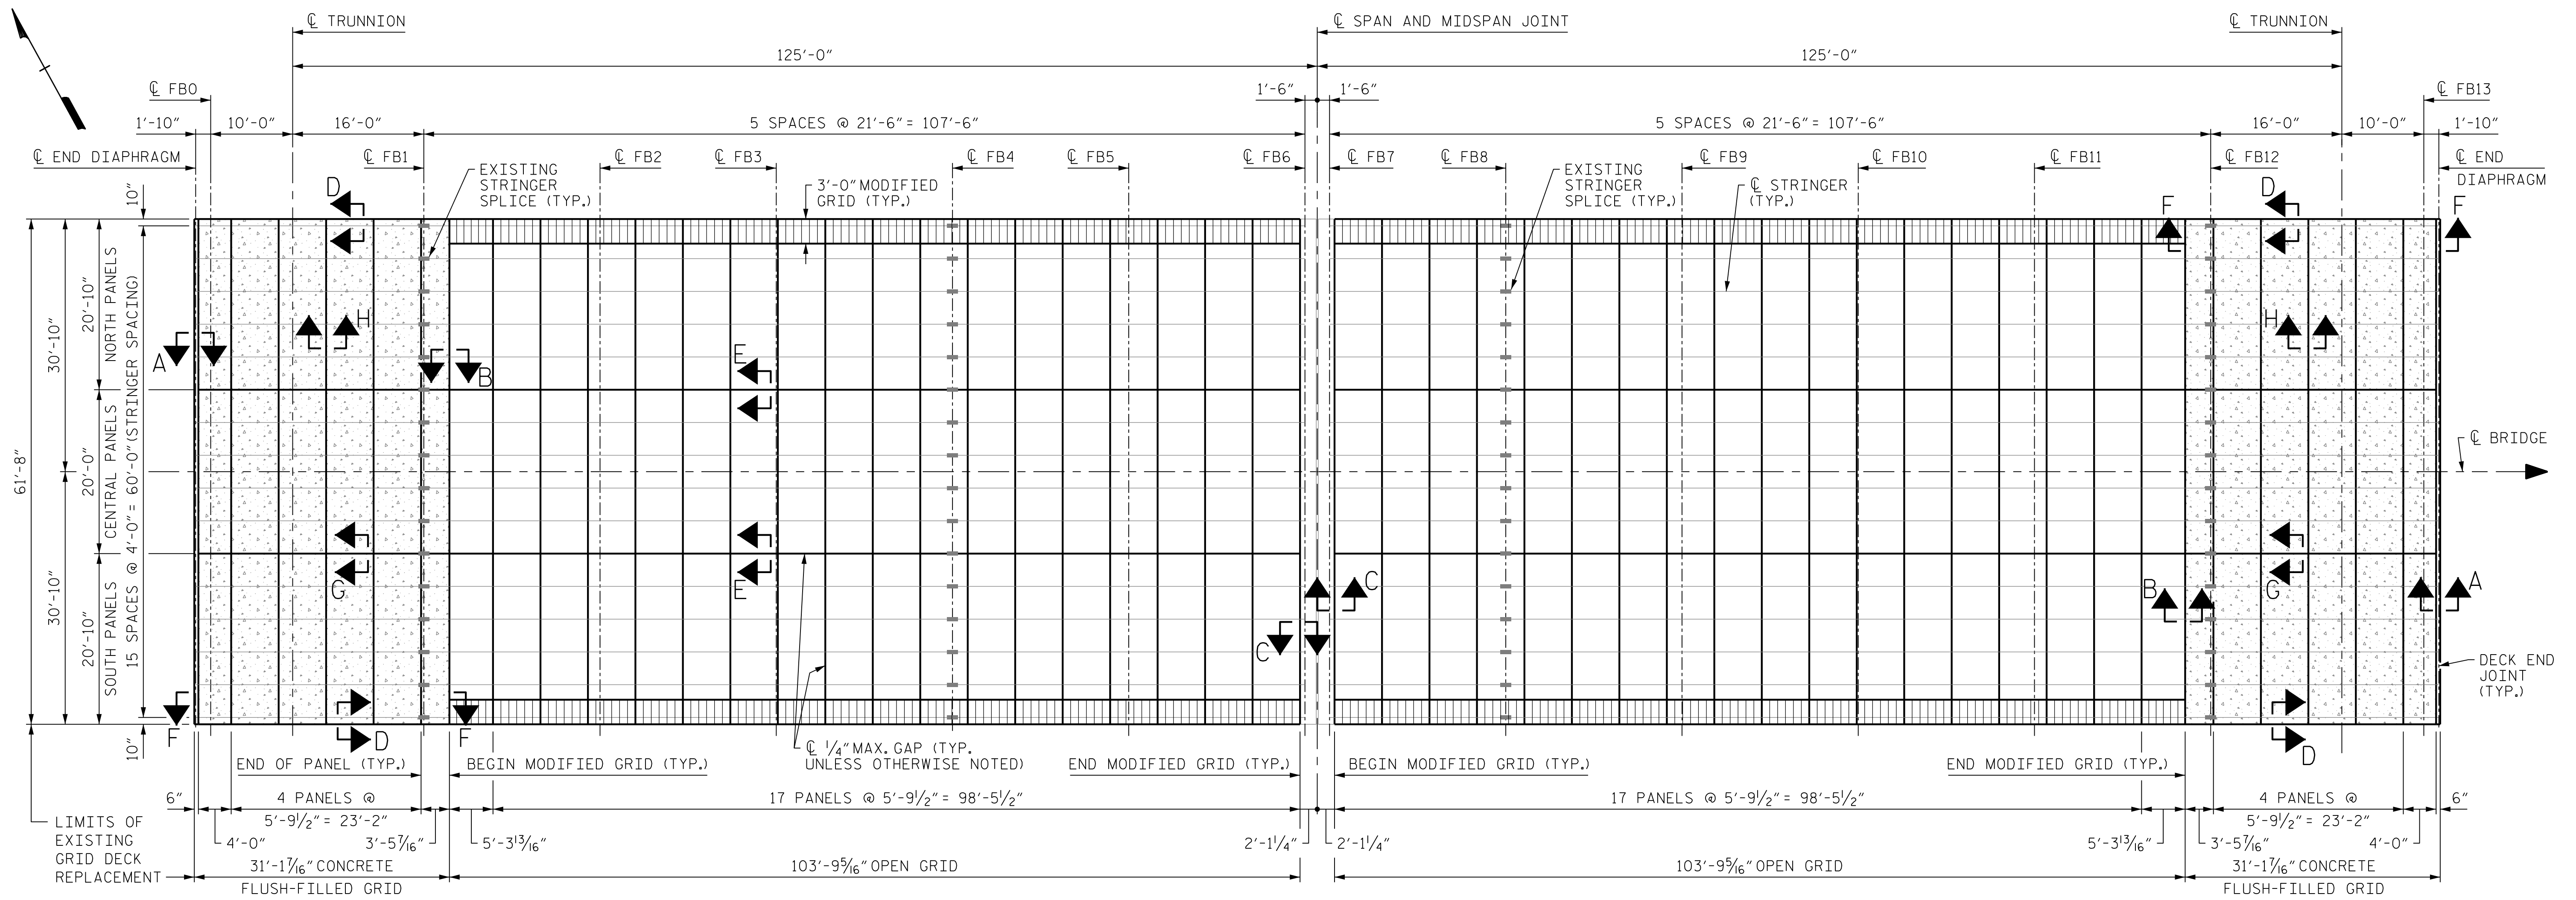 ℄ TRUNNION
℄ SPAN AND MIDSPAN JOINT
℄ TRUNNION
125'-0"
125'-0"
℄ FB0
1'-6"
1'-6"
℄ FB13
1'-10"
10'-0"
16'-0"
5 SPACES @ 21'-6"= 107'-6"
5 SPACES @ 21'-6"= 107'-6"
16'-0"
10'-0"
1'-10"
℄ END DIAPHRAGM
℄ FB1
℄ FB2
℄ FB3
℄ FB4
℄ FB5
℄ FB6
℄ FB7
℄ FB8
℄ FB9
℄ FB10
℄ FB11
℄ FB12
℄ END
DIAPHRAGM
EXISTING
STRINGER
SPLICE (TYP.)
3'-0" MODIFIED
GRID (TYP.)
EXISTING
STRINGER
SPLICE (TYP.)
℄ STRINGER
(TYP.)
10"
D
D
F
F
61'-8"
30'-10"
30'-10"
20'-10"
20'-0"
20'-10"
NORTH PANELS
CENTRAL PANELS
SOUTH PANELS
15 SPACES @ 4'-0"= 60'-0"(STRINGER SPACING)
H
H
A
B
E
℄ BRIDGE
G
E
C
C
B
G
A
DECK END
JOINT
(TYP.)
10"
F
D
F
D
℄ 1/4" MAX. GAP (TYP.
UNLESS OTHERWISE NOTED)
END OF PANEL (TYP.)
BEGIN MODIFIED GRID (TYP.)
END MODIFIED GRID (TYP.)
BEGIN MODIFIED GRID (TYP.)
END MODIFIED GRID (TYP.)
6"
4 PANELS @
5'-9 1/2"= 23'-2"
17 PANELS @ 5'-9 1/2"= 98'-5 1/2"
17 PANELS @ 5'-9 1/2"= 98'-5 1/2"
4 PANELS @
5'-9 1/2"= 23'-2"
6"
LIMITS OF
EXISTING
GRID DECK
REPLACEMENT
4'-0"
3'-5 7/16"
5'-3 13/16"
2'-1 1/4"
2'-1 1/4"
5'-3 13/16"
3'-5 7/16"
4'-0"
31'-1 7/16" CONCRETE
FLUSH-FILLED GRID
103'-9 5/16" OPEN GRID
103'-9 5/16" OPEN GRID
31'-1 7/16" CONCRETE
FLUSH-FILLED GRID